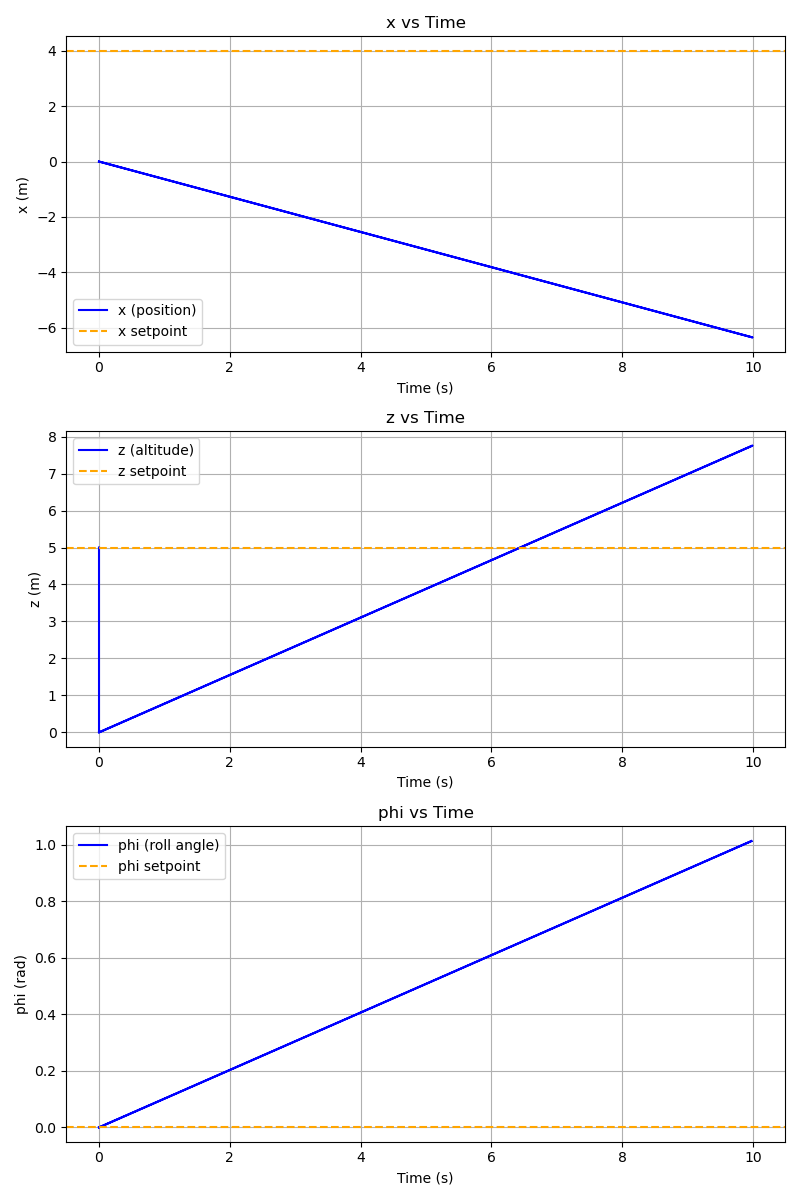 x vs Time
4
2
0
−2
−4
−6
x (m)
x (position)
x setpoint
0 2 4 6 8 10
Time (s)
z vs Time
8
7
6
5
4
3
2
1
0
z (m)
z (altitude)
z setpoint
0 2 4 6 8 10
Time (s)
phi vs Time
1.0
0.8
0.6
0.4
0.2
0.0
phi (rad)
phi (roll angle)
phi setpoint
0 2 4 6 8 10
Time (s)